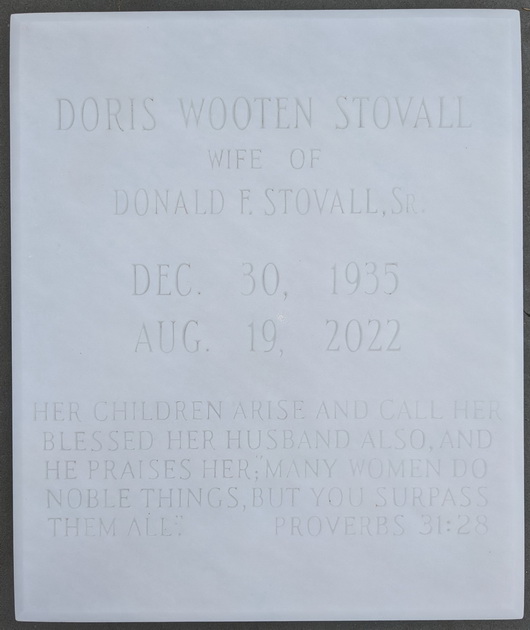 DORIS WOOTEN STOVALL
WIFE OF
DONALD F. STOVALL, SR.
DEC. 30, 1935
AUG. 19, 2022
HER CHILDREN ARISE AND CALL HER
BLESSED HER HUSBAND ALSO, AND
HE PRAISES HER; "MANY WOMEN DO
NOBLE THINGS, BUT YOU SURPASS
THEM ALL". PROVERBS 31:28